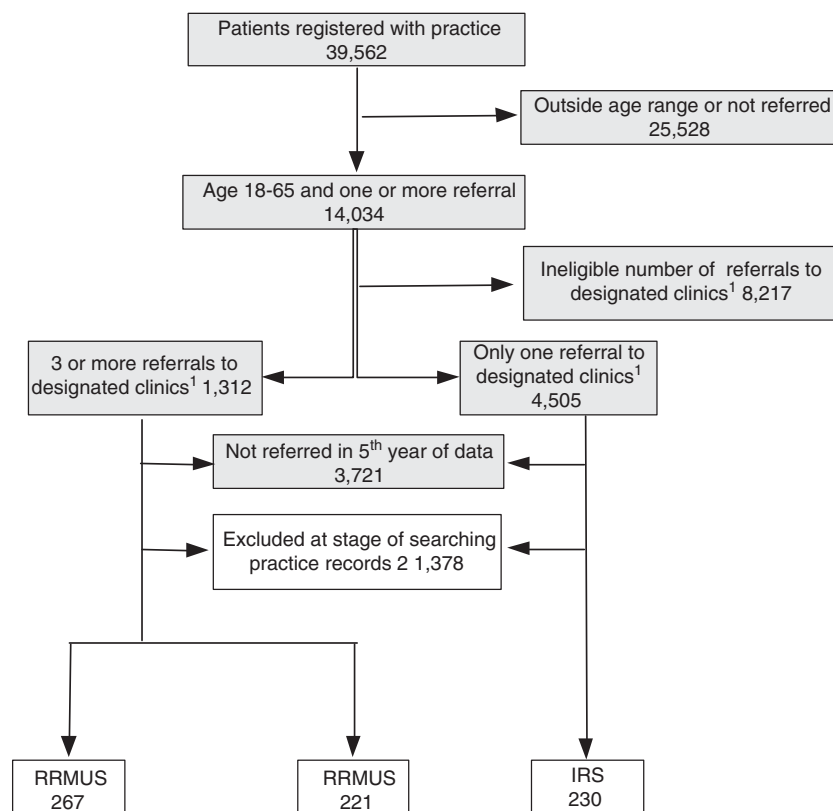 Patients registered with practice
39,562
Outside age range or not referred
25,528
Age 18-65 and one or more referral
14,034
Ineligible number of referrals to
designated clinics¹ 8,217
3 or more referrals to
designated clinics¹ 1,312
Only one referral to
designated clinics¹
4,505
Not referred in 5th year of data
3,721
Excluded at stage of searching
practice records 2 1,378
RRMUS
267
RRMUS
221
IRS
230